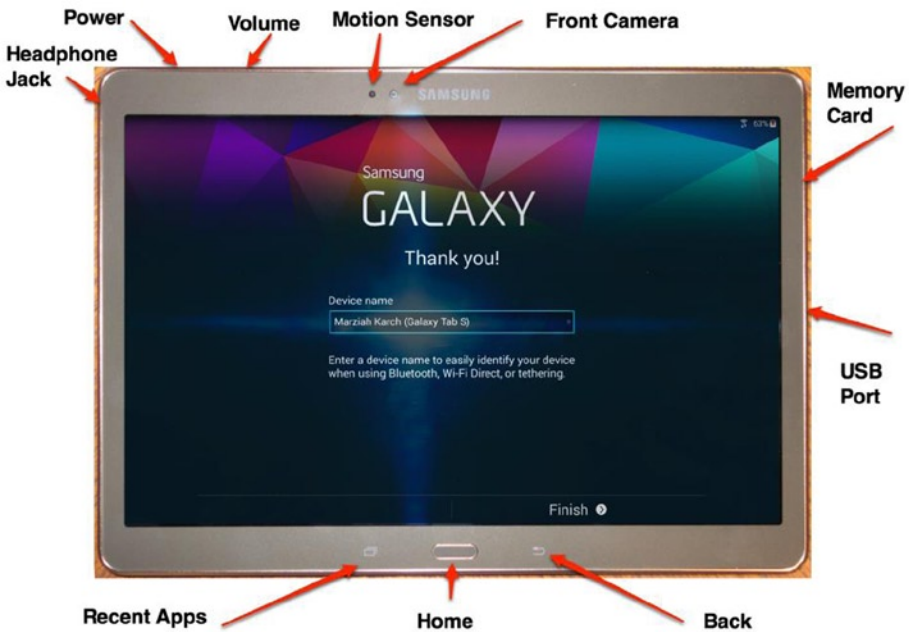 Power
Volume
Motion Sensor
Front Camera
Headphone
Jack
SAMSUNG
Memory
Card
63%
Samsung
GALAXY
Thank you!
Device name
Marziah Karch (Galaxy Tab S)
Enter a device name to easily identify your device
when using Bluetooth, Wi-Fi Direct, or tethering.
USB
Port
Finish
Recent Apps
Home
Back